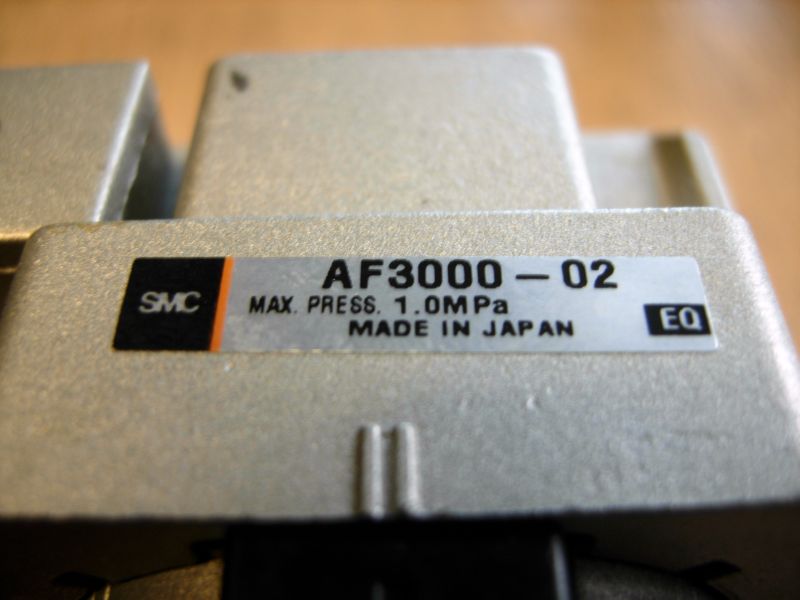 SMC
AF3000-02
MAX. PRESS. 1.0MPa
MADE IN JAPAN
EQ